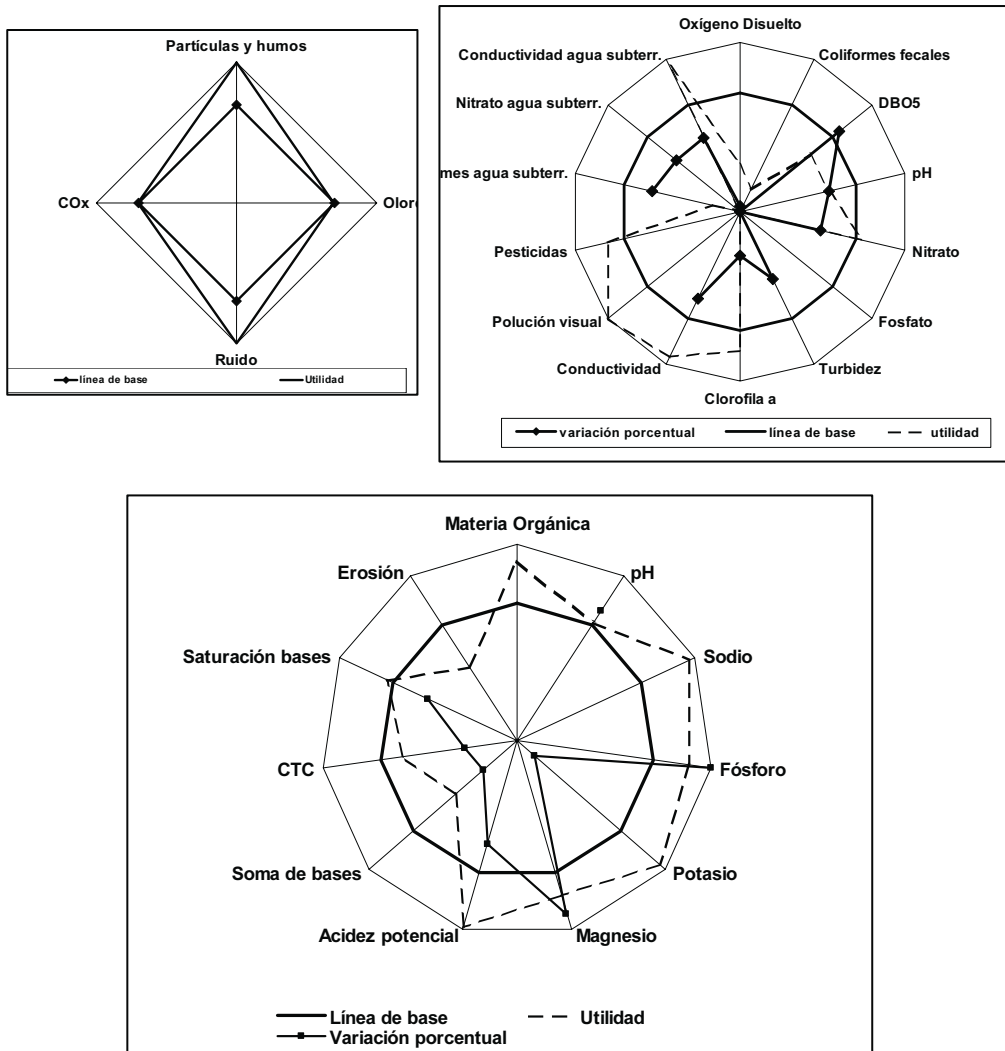 Partículas y humos
COx
Olor
Ruido
línea de base
Utilidad
Oxígeno Disuelto
Conductividad agua subterr.
Coliformes fecales
Nitrato agua subterr.
DBO5
mes agua subterr.
pH
Pesticidas
Nitrato
Polución visual
Fosfato
Conductividad
Turbidez
Clorofila a
variación porcentual
línea de base
utilidad
Materia Orgánica
Erosión
pH
Saturación bases
Sodio
CTC
Fósforo
Soma de bases
Potasio
Acidez potencial
Magnesio
Línea de base
Utilidad
Variación porcentual